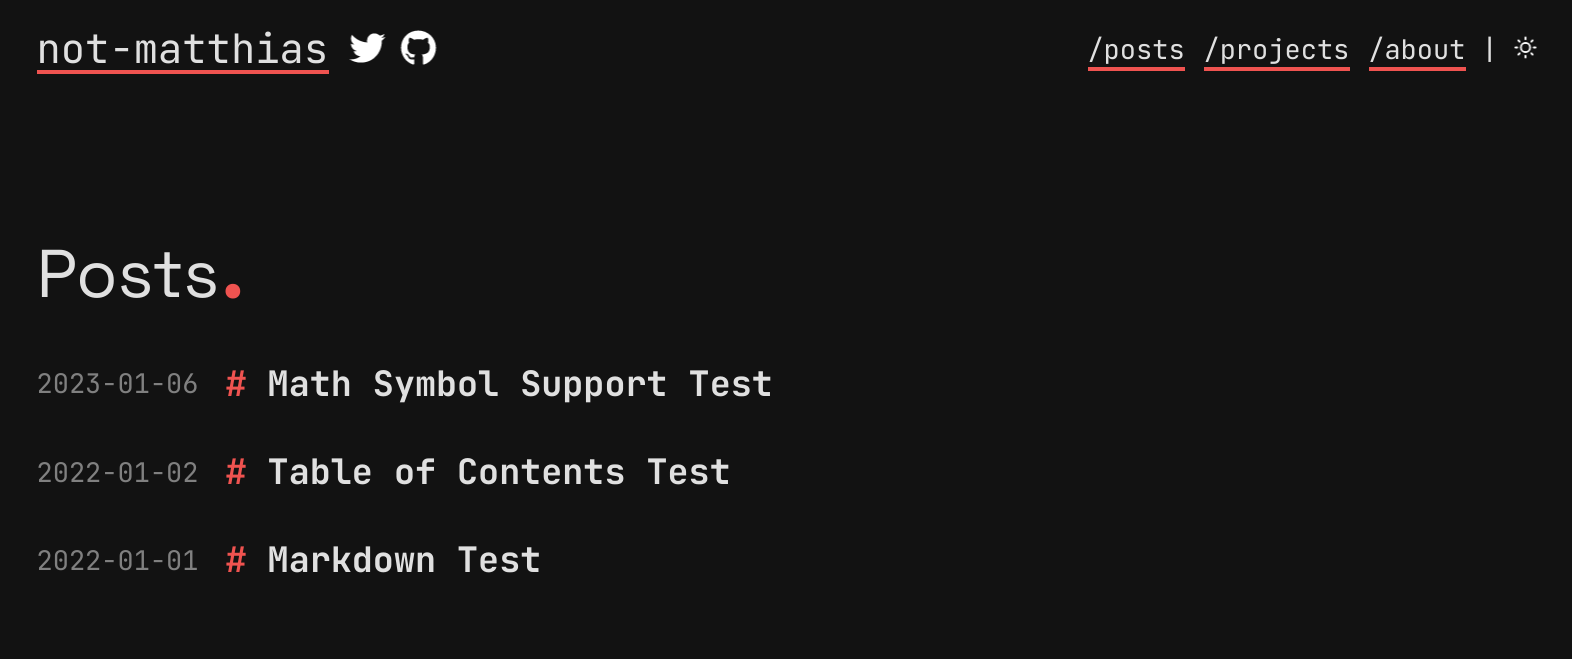 not-matthias /posts /projects /about |
Posts.
2023-01-06 # Math Symbol Support Test
2022-01-02 # Table of Contents Test
2022-01-01 # Markdown Test